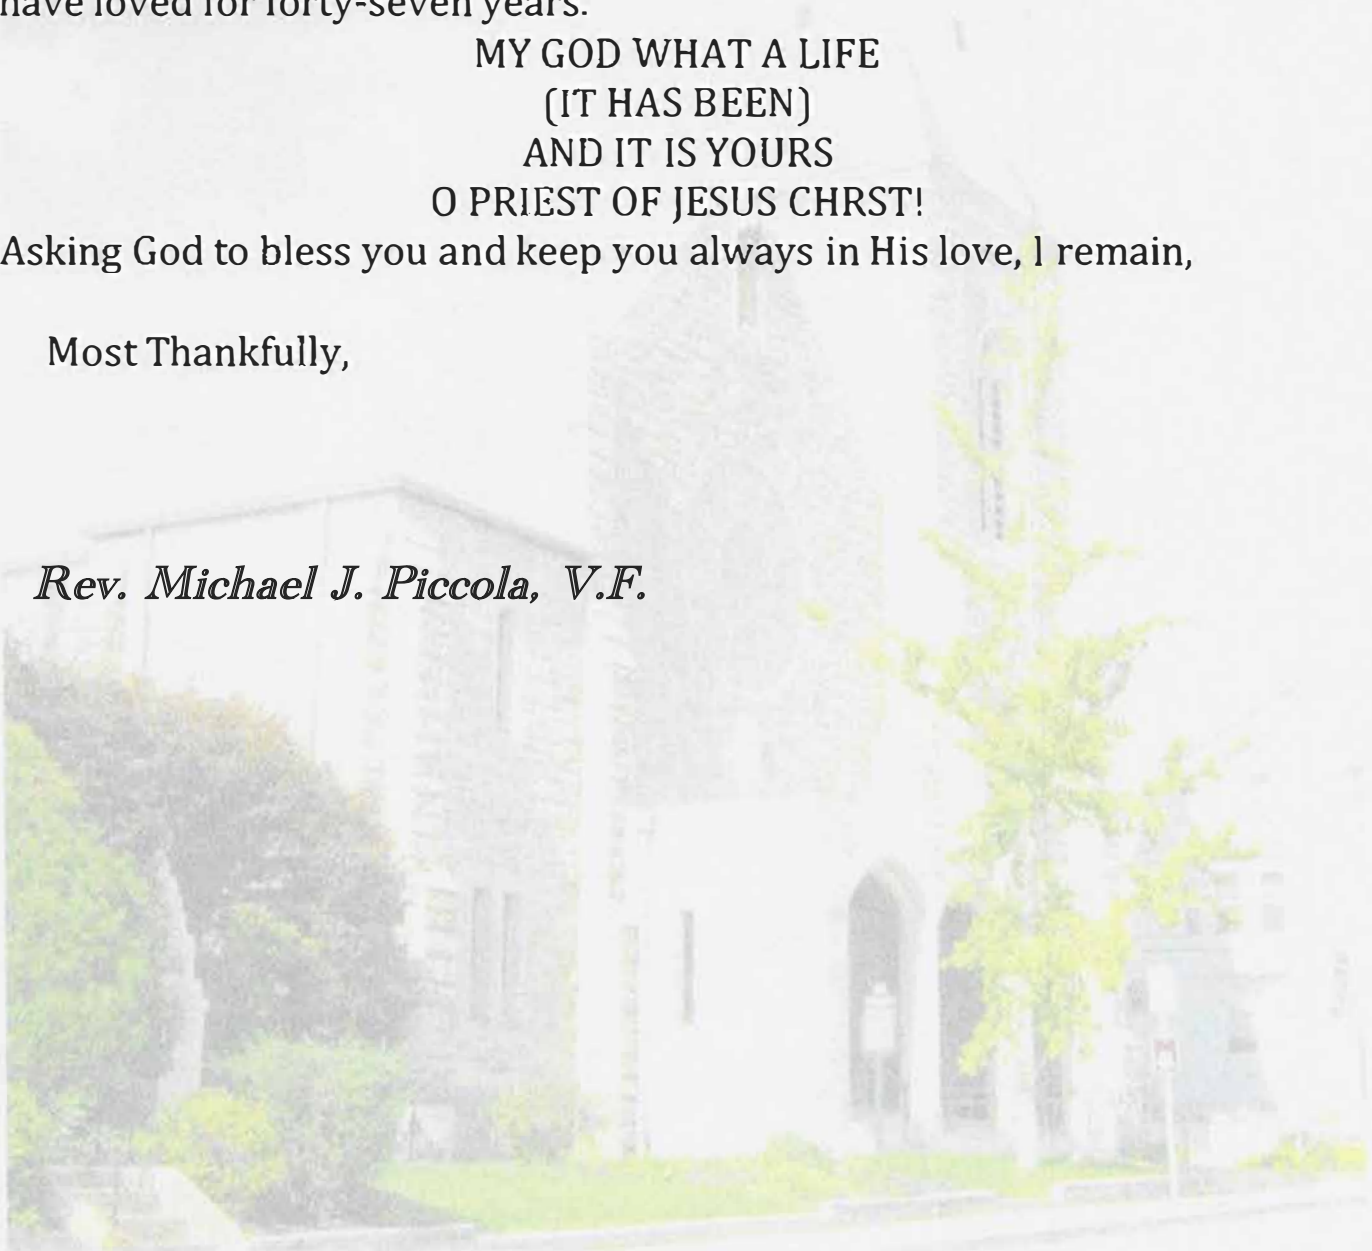 have loved for forty-seven years.
MY GOD WHAT A LIFE
(IT HAS BEEN)
AND IT IS YOURS
O PRIEST OF JESUS CHRST!
Asking God to bless you and keep you always in His love, I remain,
Most Thankfully,
Rev. Michael J. Piccola, V.F.